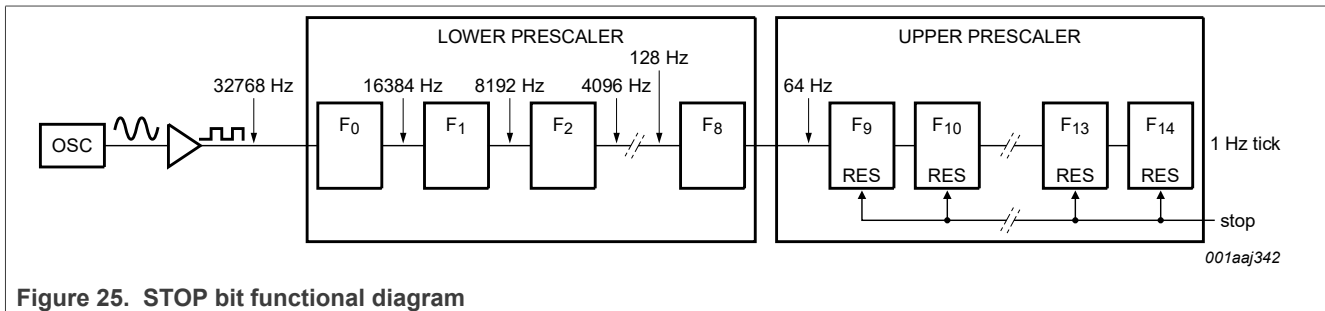 LOWER PRESCALER
UPPER PRESCALER
128 Hz
32768 Hz
16384 Hz
8192 Hz
4096 Hz
64 Hz
OSC
F0
F1
F2
F8
F9
F10
F13
F14
1 Hz tick
RES
RES
RES
RES
stop
001aaj342
Figure 25. STOP bit functional diagram